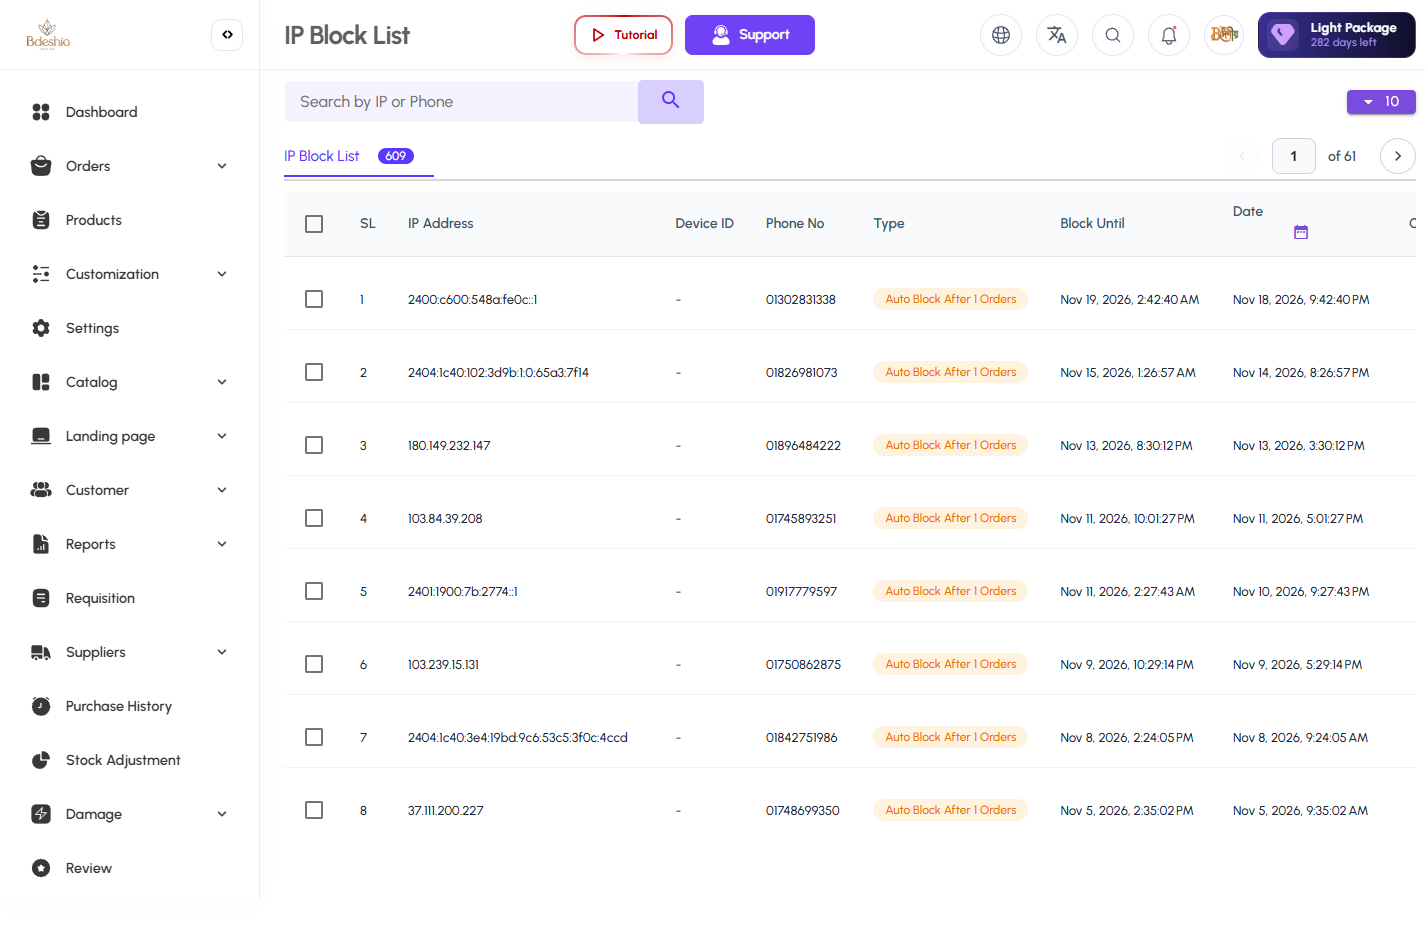 Bdeshio
IP Block List
Tutorial
Support
Light Package
282 days left
Dashboard
Orders
Products
Customization
Settings
Catalog
Landing page
Customer
Reports
Requisition
Suppliers
Purchase History
Stock Adjustment
Damage
Review
Search by IP or Phone
10
IP Block List 609
1 of 61
SL IP Address Device ID Phone No Type Block Until Date
1 2400:c600:548a:fe0c::1 - 01302831338 Auto Block After 1 Orders Nov 19, 2026, 2:42:40 AM Nov 18, 2026, 9:42:40 PM
2 2404:1c40:102:3d9b:1:0:65a3:7f14 - 01826981073 Auto Block After 1 Orders Nov 15, 2026, 1:26:57 AM Nov 14, 2026, 8:26:57 PM
3 180.149.232.147 - 01896484222 Auto Block After 1 Orders Nov 13, 2026, 8:30:12 PM Nov 13, 2026, 3:30:12 PM
4 103.84.39.208 - 01745893251 Auto Block After 1 Orders Nov 11, 2026, 10:01:27 PM Nov 11, 2026, 5:01:27 PM
5 2401:1900:7b:2774::1 - 01917779597 Auto Block After 1 Orders Nov 11, 2026, 2:27:43 AM Nov 10, 2026, 9:27:43 PM
6 103.239.15.131 - 01750862875 Auto Block After 1 Orders Nov 9, 2026, 10:29:14 PM Nov 9, 2026, 5:29:14 PM
7 2404:1c40:3e4:19bd:9c6:53c5:3f0c:4ccd - 01842751986 Auto Block After 1 Orders Nov 8, 2026, 2:24:05 PM Nov 8, 2026, 9:24:05 AM
8 37.111.200.227 - 01748699350 Auto Block After 1 Orders Nov 5, 2026, 2:35:02 PM Nov 5, 2026, 9:35:02 AM